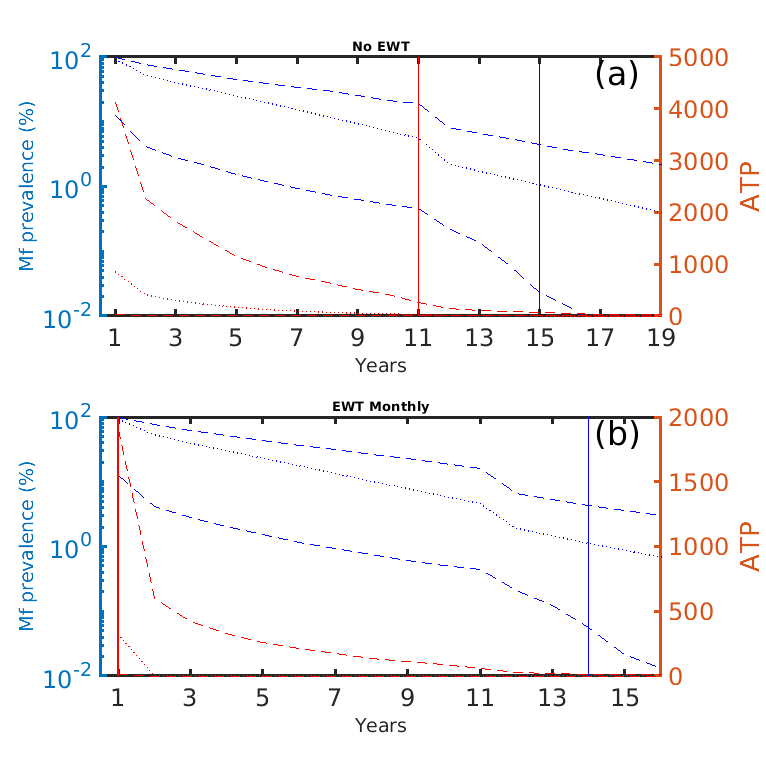 No EWT
(a)
10^2
10^0
10^-2
Mf prevalence (%)
5000
4000
3000
2000
1000
0
ATP
1 3 5 7 9 11 13 15 17 19
Years
EWT Monthly
(b)
10^2
10^0
10^-2
Mf prevalence (%)
2000
1500
1000
500
0
ATP
1 3 5 7 9 11 13 15
Years